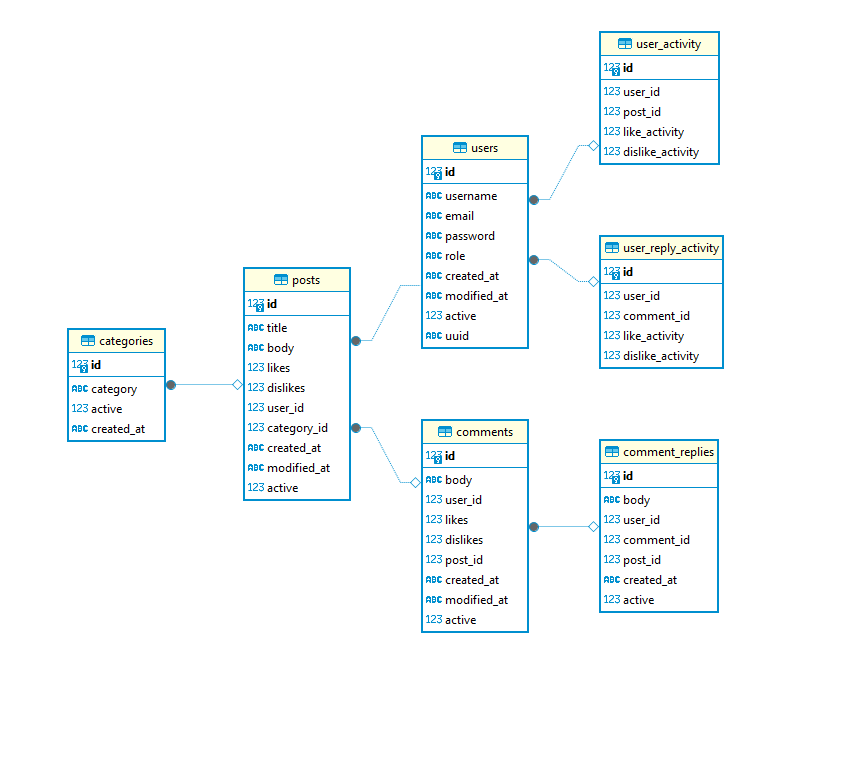 categories
123 id
ABC category
123 active
ABC created_at
posts
123 id
ABC title
ABC body
123 likes
123 dislikes
123 user_id
123 category_id
ABC created_at
123 modified_at
123 active
users
123 id
ABC username
ABC email
ABC password
ABC role
ABC created_at
ABC modified_at
123 active
ABC uuid
comments
123 id
ABC body
123 user_id
123 likes
123 dislikes
123 post_id
ABC created_at
ABC modified_at
123 active
user_activity
123 id
123 user_id
123 post_id
123 like_activity
123 dislike_activity
user_reply_activity
123 id
123 user_id
123 comment_id
123 like_activity
123 dislike_activity
comment_replies
123 id
ABC body
123 user_id
123 comment_id
123 post_id
ABC created_at
123 active